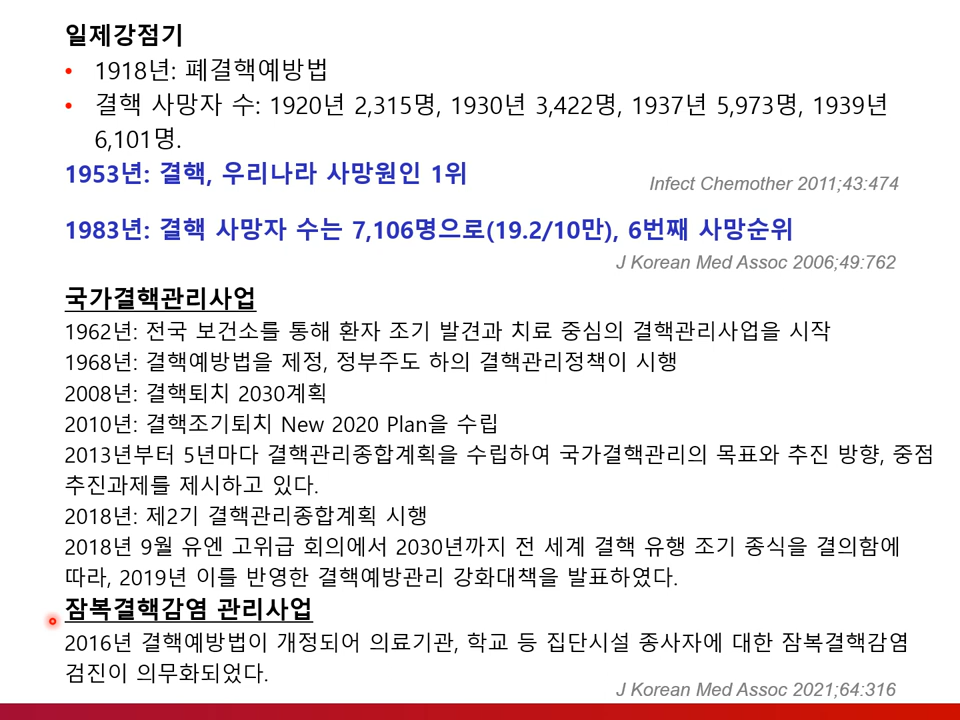 일제강점기
• 1918년: 폐결핵예방법
• 결핵 사망자 수: 1920년 2,315명, 1930년 3,422명, 1937년 5,973명, 1939년
6,101명.
1953년: 결핵, 우리나라 사망원인 1위
Infect Chemother 2011;43:474
1983년: 결핵 사망자 수는 7,106명으로(19.2/10만), 6번째 사망순위
J Korean Med Assoc 2006;49:762
국가결핵관리사업
1962년: 전국 보건소를 통해 환자 조기 발견과 치료 중심의 결핵관리사업을 시작
1968년: 결핵예방법을 제정, 정부주도 하의 결핵관리정책이 시행
2008년: 결핵퇴치 2030계획
2010년: 결핵조기퇴치 New 2020 Plan을 수립
2013년부터 5년마다 결핵관리종합계획을 수립하여 국가결핵관리의 목표와 추진 방향, 중점
추진과제를 제시하고 있다.
2018년: 제2기 결핵관리종합계획 시행
2018년 9월 유엔 고위급 회의에서 2030년까지 전 세계 결핵 유행 조기 종식을 결의함에
따라, 2019년 이를 반영한 결핵예방관리 강화대책을 발표하였다.
잠복결핵감염 관리사업
2016년 결핵예방법이 개정되어 의료기관, 학교 등 집단시설 종사자에 대한 잠복결핵감염
검진이 의무화되었다.
J Korean Med Assoc 2021;64:316